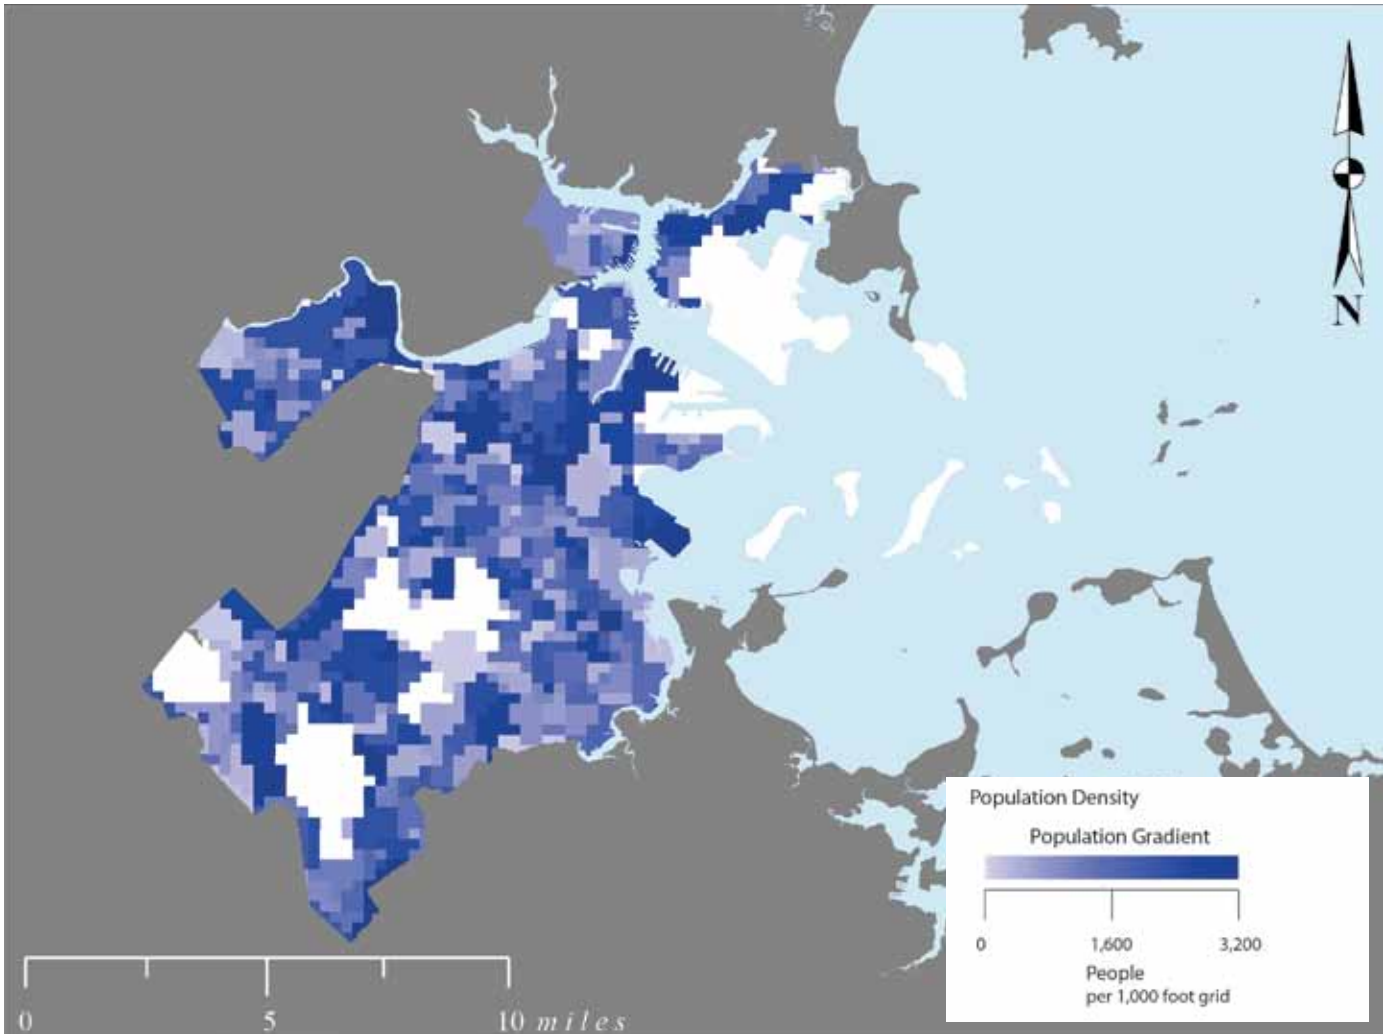 N
Population Density
Population Gradient
0 1,600 3,200
People
per 1,000 foot grid
0 5 10 miles